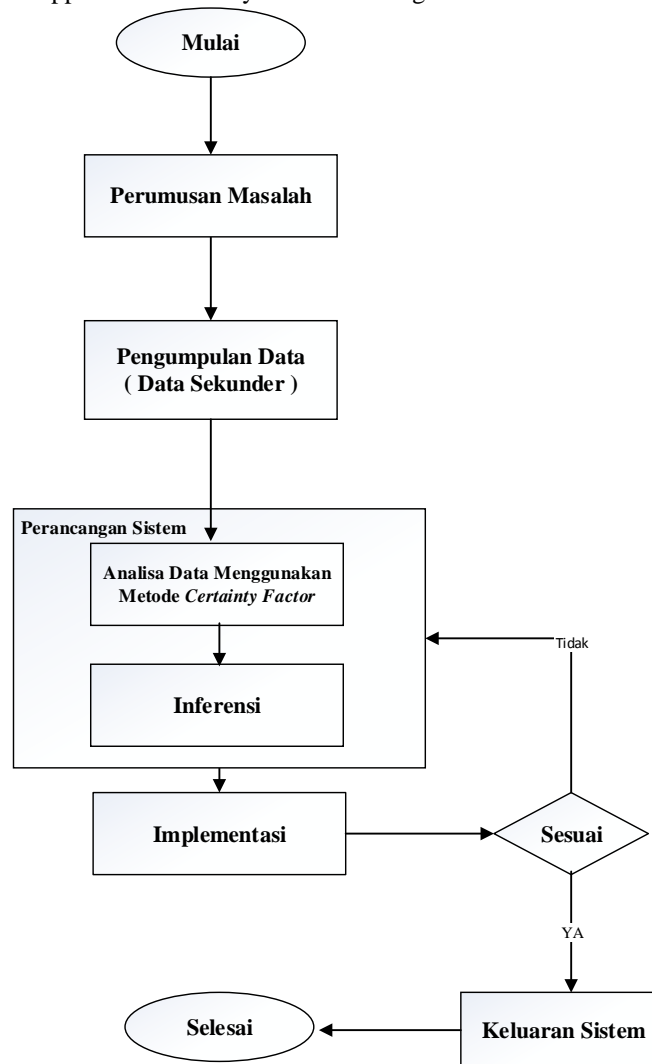 Mulai
Perumusan Masalah
Pengumpulan Data
( Data Sekunder )
Perancangan Sistem
Analisa Data Menggunakan
Metode Certainty Factor
Inferensi
Tidak
Implementasi
Sesuai
YA
Selesai
Keluaran Sistem